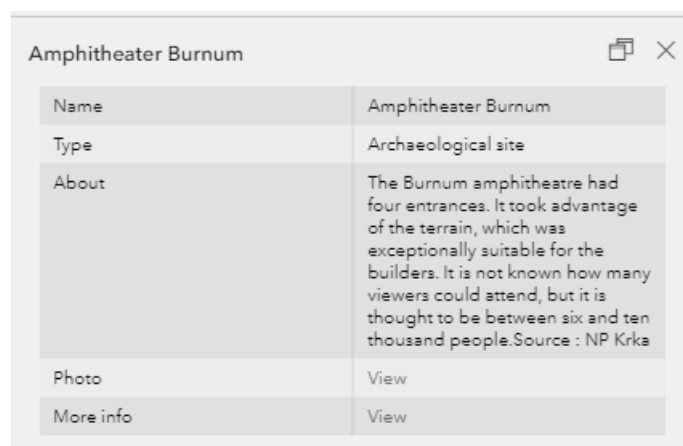 Amphitheater Burnum
Name
Amphitheater Burnum
Type
Archaeological site
About
The Burnum amphitheatre had
four entrances. It took advantage
of the terrain, which was
exceptionally suitable for the
builders. It is not known how many
viewers could attend, but it is
thought to be between six and ten
thousand people.Source : NP Krka
Photo
View
More info
View